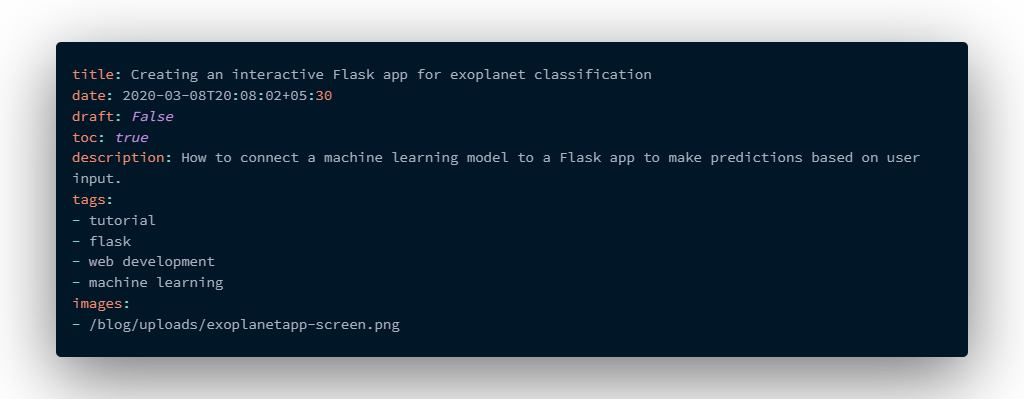 title: Creating an interactive Flask app for exoplanet classification
date: 2020-03-08T20:08:02+05:30
draft: False
toc: true
description: How to connect a machine learning model to a Flask app to make predictions based on user
input.
tags:
- tutorial
- flask
- web development
- machine learning
images:
- /blog/uploads/exoplanetapp-screen.png